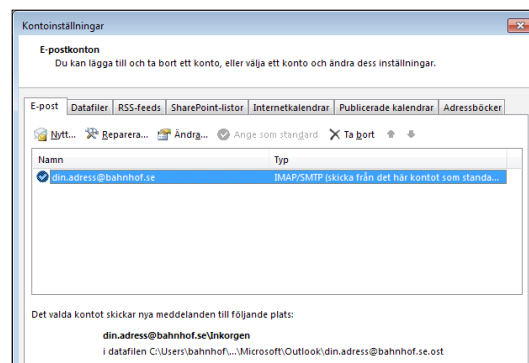 Kontoinställningar
E-postkonton
Du kan lägga till och ta bort ett konto, eller välja ett konto och ändra dess inställningar.
E-post Datafiler RSS-feeds SharePoint-listor Internetkalendrar Publicerade kalendrar Adressböcker
Nytt... Reparera... Ändra... Ange som standard Ta bort
Namn Typ
din.adress@bahnhof.se IMAP/SMTP (skicka från det här kontot som standa...
Det valda kontot skickar nya meddelanden till följande plats:
din.adress@bahnhof.se\Inkorgen
i datafilen C:\Users\bahnhof\...\Microsoft\Outlook\din.adress@bahnhof.se.ost